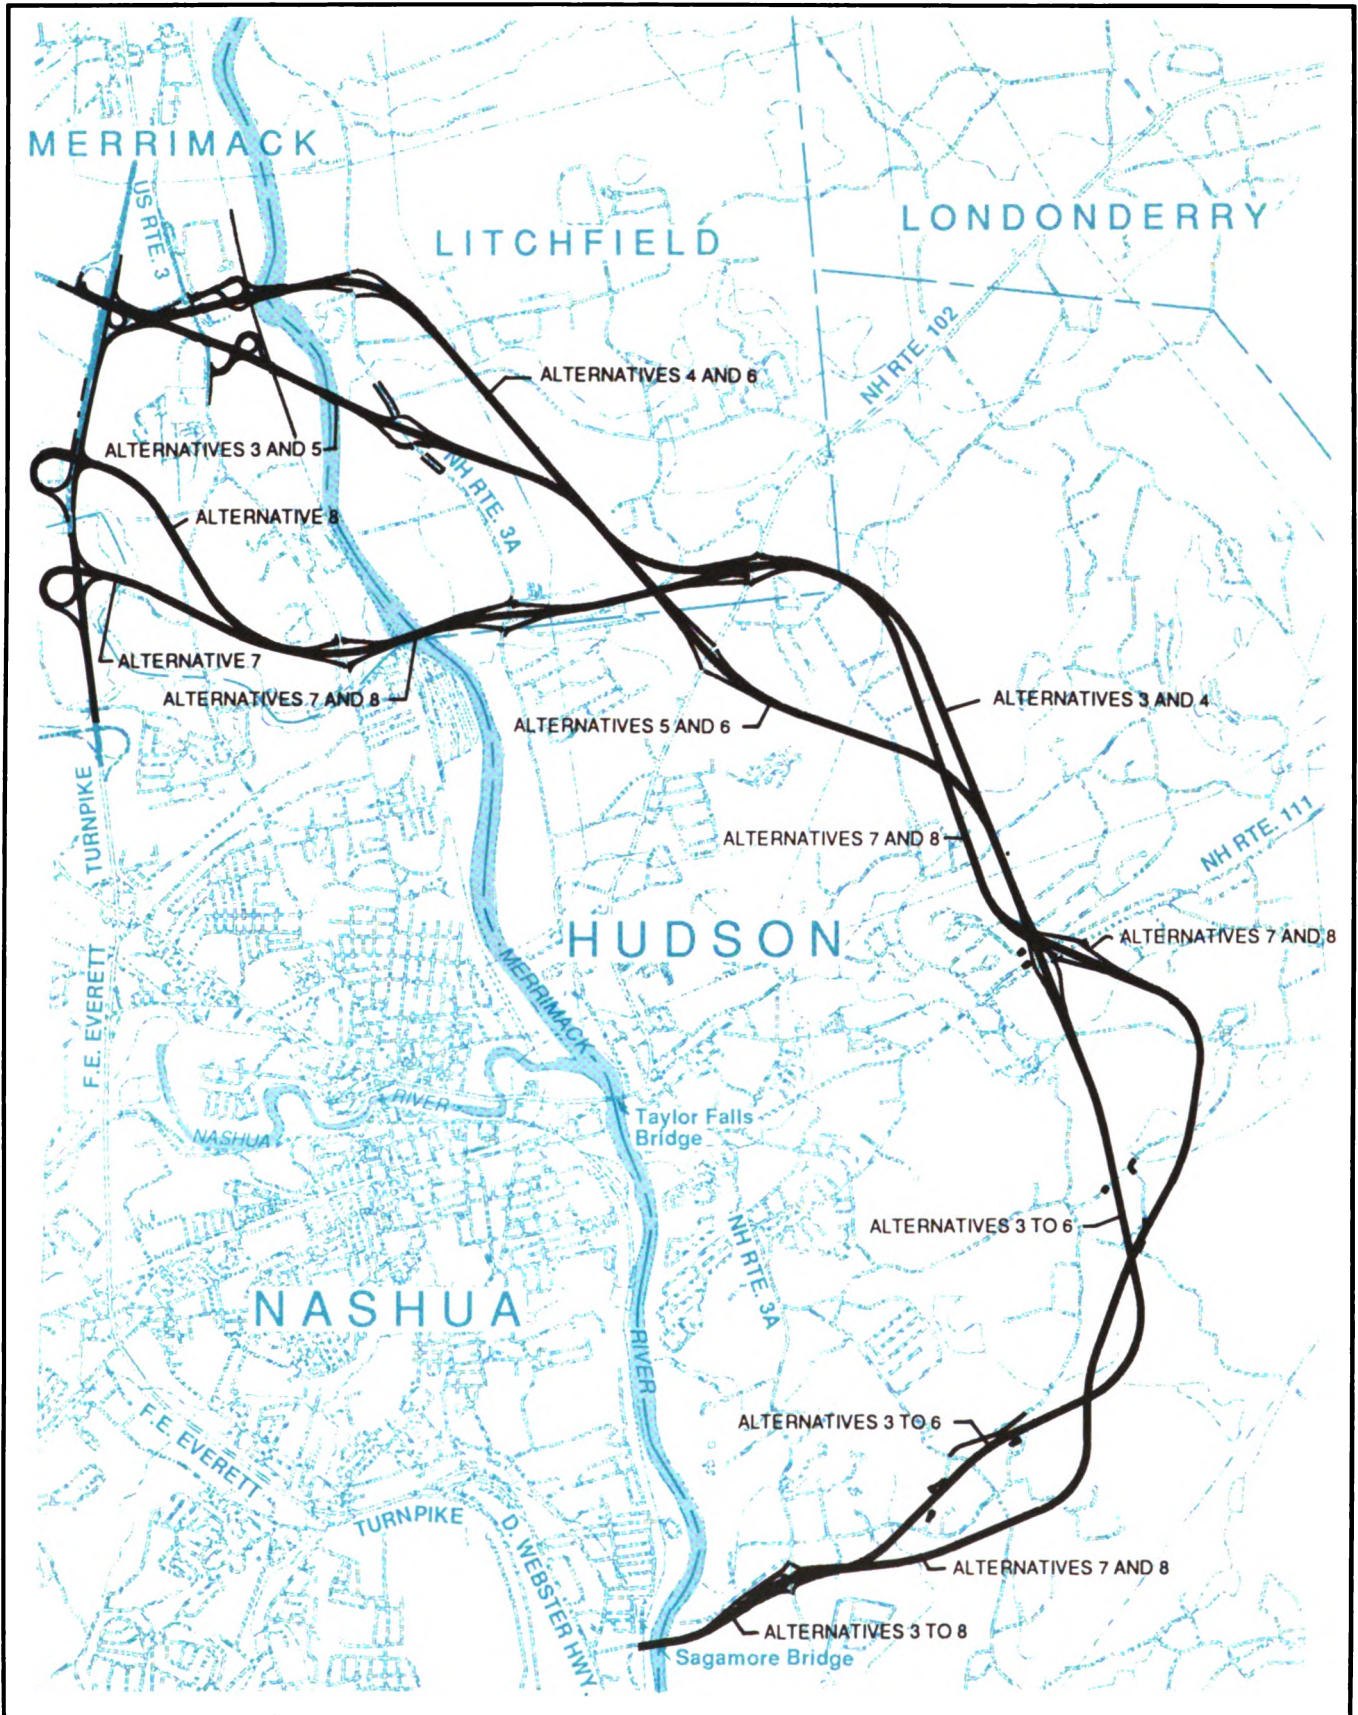 MERRIMACK
US RTE. 3
LITCHFIELD
LONDONDERRY
NH RTE. 102
ALTERNATIVES 4 AND 6
ALTERNATIVES 3 AND 5
NH RTE. 3A
ALTERNATIVE 8
ALTERNATIVE 7
ALTERNATIVES 7 AND 8
ALTERNATIVES 5 AND 6
ALTERNATIVES 3 AND 4
F.E. EVERETT TURNPIKE
ALTERNATIVES 7 AND 8
NH RTE. 111
HUDSON
ALTERNATIVES 7 AND 8
MERRIMACK
RIVER
NASHUA
Taylor Falls
Bridge
ALTERNATIVES 3 TO 6
NH RTE. 3A
NASHUA
RIVER
ALTERNATIVES 3 TO 6
F.E. EVERETT
TURNPIKE
D. WEBSTER HWY.
ALTERNATIVES 7 AND 8
ALTERNATIVES 3 TO 8
Sagamore Bridge